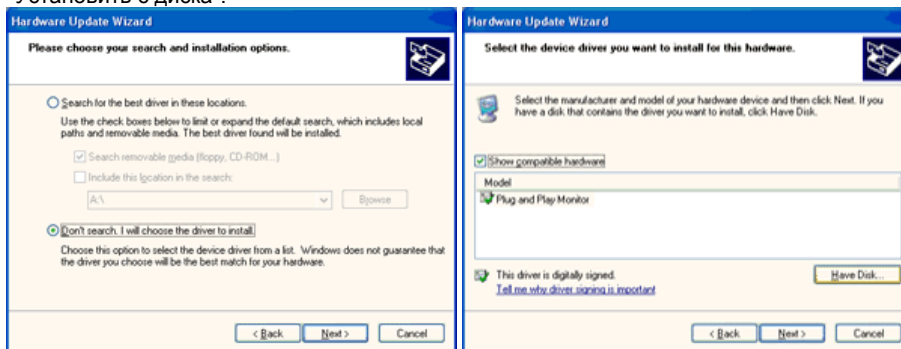 Установить с диска".
Hardware Update Wizard
Please choose your search and installation options.
Search for the best driver in these locations.
Use the check boxes below to limit or expand the default search, which includes local
paths and removable media. The best driver found will be installed.
Search removable media (floppy, CD-ROM...)
Include this location in the search:
A:\
Browse
Don't search. I will choose the driver to install.
Choose this option to select the device driver from a list. Windows does not guarantee that
the driver you choose will be the best match for your hardware.
< Back
Next >
Cancel
Hardware Update Wizard
Select the device driver you want to install for this hardware.
Select the manufacturer and model of your hardware device and then click Next. If you
have a disk that contains the driver you want to install, click Have Disk.
Show compatible hardware
Model
Plug and Play Monitor
This driver is digitally signed.
Tell me why driver signing is important
Have Disk...
< Back
Next >
Cancel